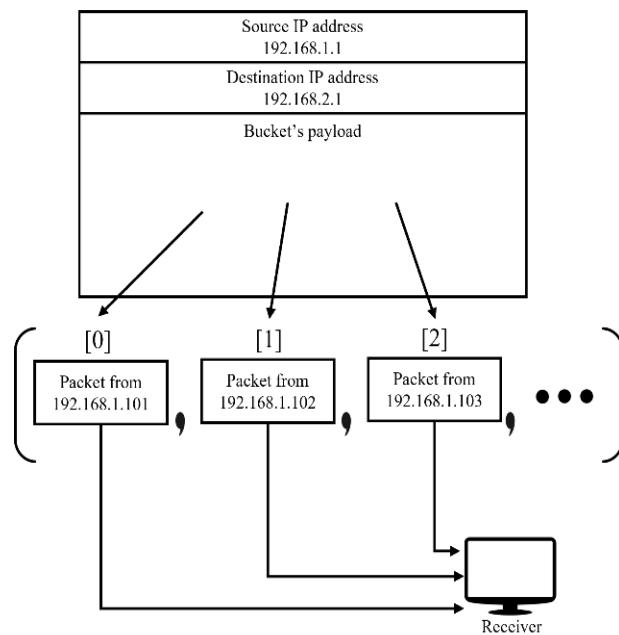 Source IP address
192.168.1.1
Destination IP address
192.168.2.1
Bucket's payload
[0] [1] [2]
Packet from
192.168.1.101
,
Packet from
192.168.1.102
,
Packet from
192.168.1.103
,
Receiver